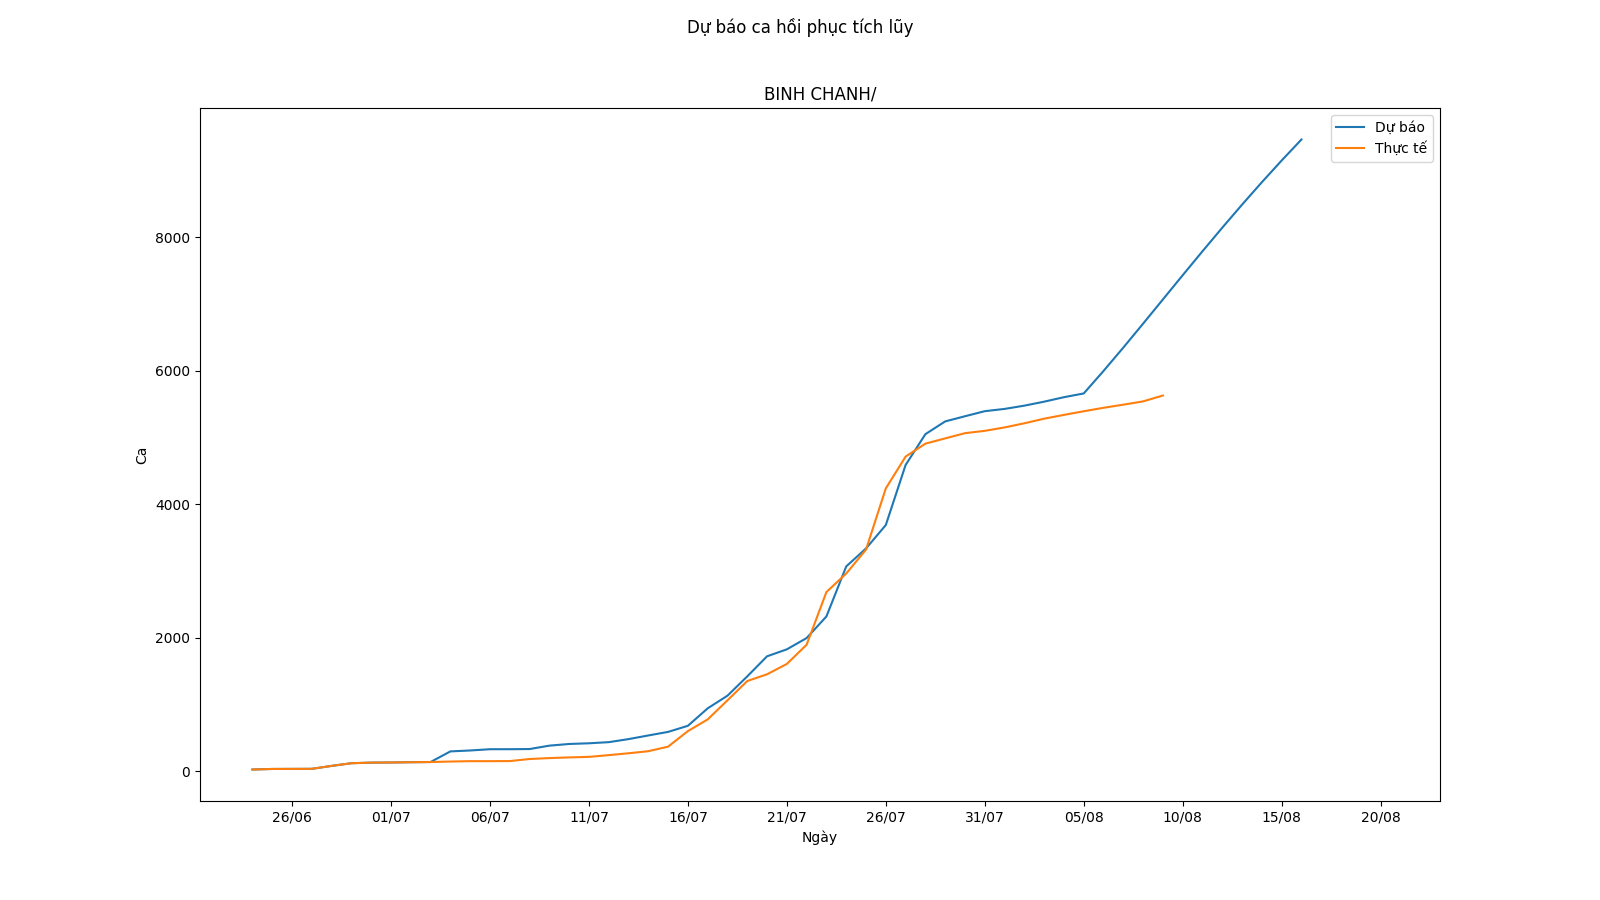 Dự báo ca hồi phục tích lũy
BINH CHANH/
Dự báo
Thực tế
8000
6000
4000
2000
0
Ca
26/06 01/07 06/07 11/07 16/07 21/07 26/07 31/07 05/08 10/08 15/08 20/08
Ngày